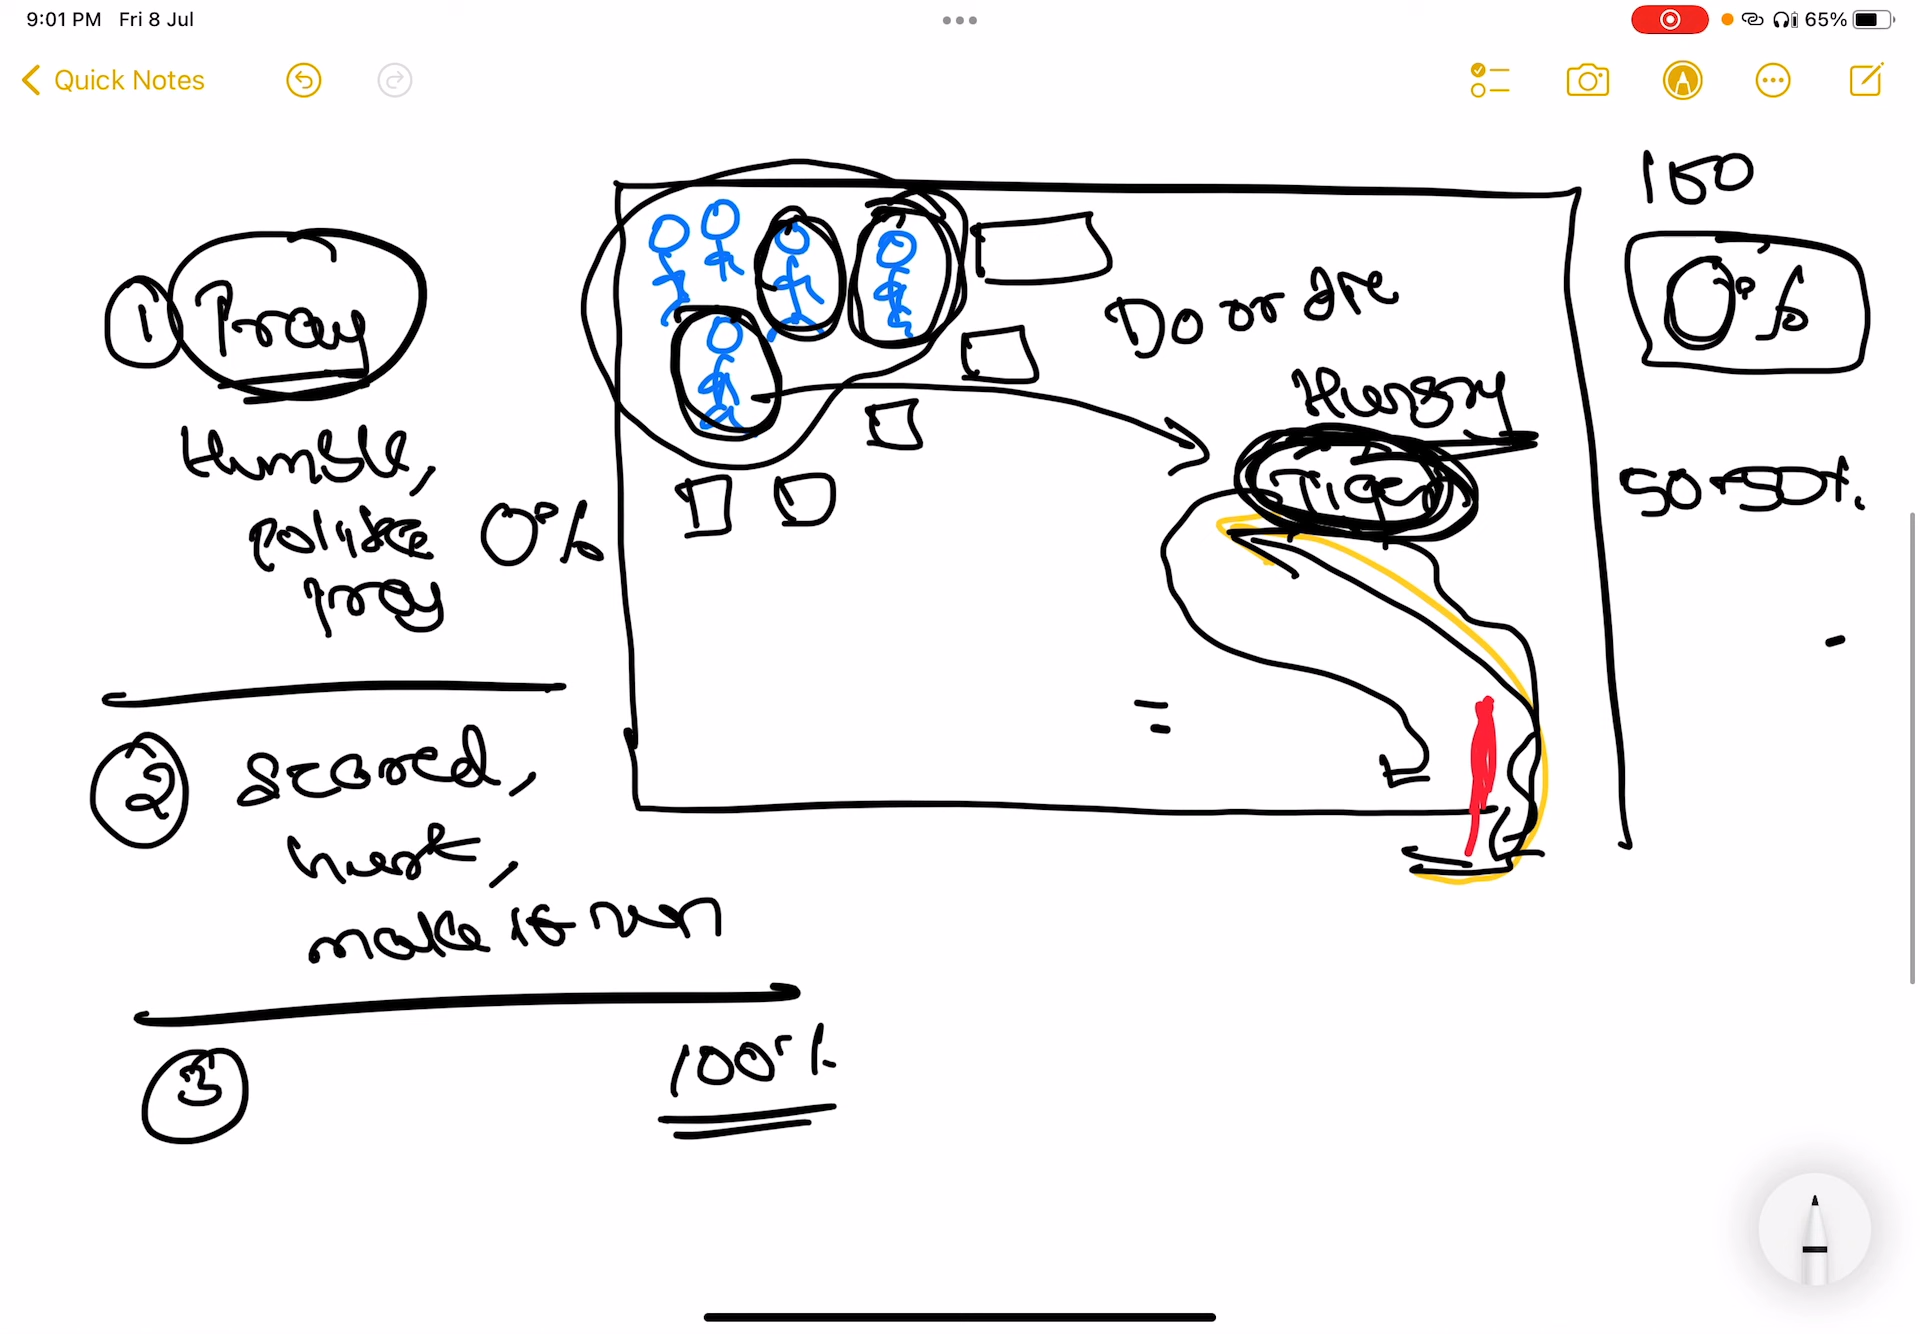 9:01 PM Fri 8 Jul
65%
Quick Notes
1 Pray
Humble,
polite
pray
0%
2 scared,
hurt,
make it run
3
100%
Do or die
Hungry
Tiger
0%
50-50%